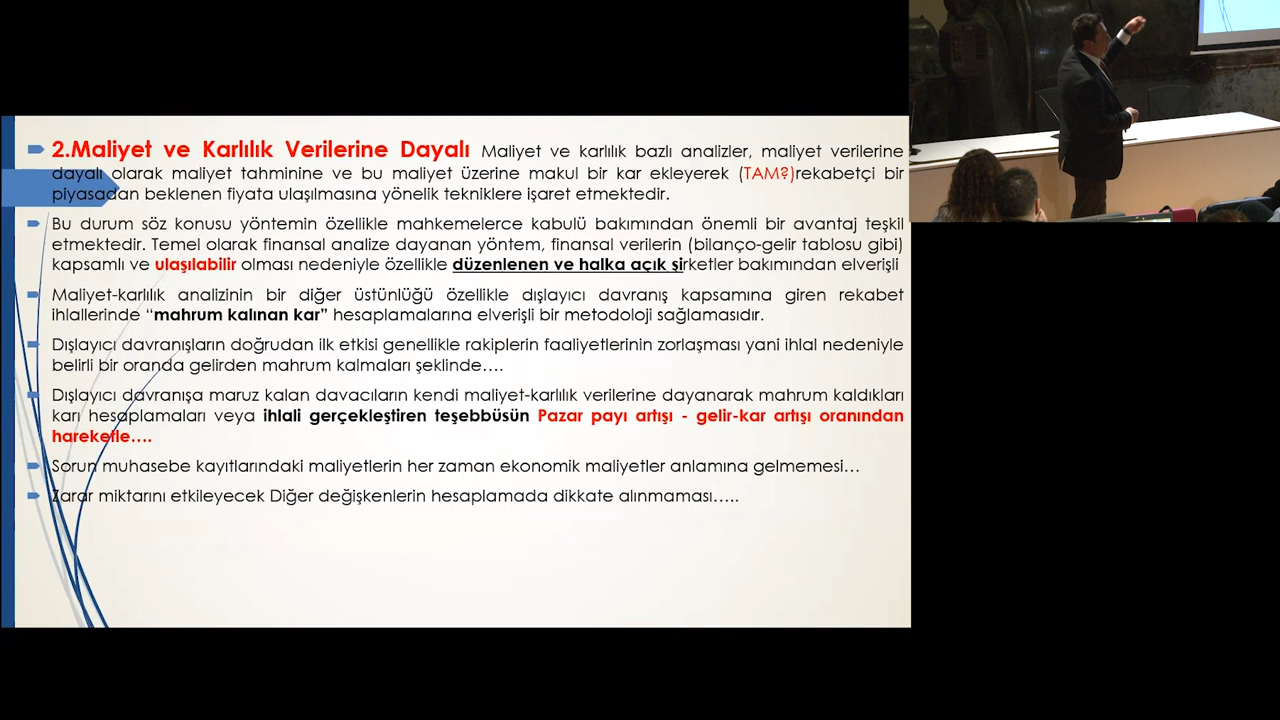 2.Maliyet ve Karlılık Verilerine Dayalı Maliyet ve karlılık bazlı analizler, maliyet verilerine
dayalı olarak maliyet tahminine ve bu maliyet üzerine makul bir kar ekleyerek (TAM?)rekabetçi bir
piyasadan beklenen fiyata ulaşılmasına yönelik tekniklere işaret etmektedir.
Bu durum söz konusu yöntemin özellikle mahkemelerce kabulü bakımından önemli bir avantaj teşkil
etmektedir. Temel olarak finansal analize dayanan yöntem, finansal verilerin (bilanço-gelir tablosu gibi)
kapsamlı ve ulaşılabilir olması nedeniyle özellikle düzenlenen ve halka açık şirketler bakımından elverişli
Maliyet-karlılık analizinin bir diğer üstünlüğü özellikle dışlayıcı davranış kapsamına giren rekabet
ihlallerinde “mahrum kalınan kar” hesaplamalarına elverişli bir metodoloji sağlamasıdır.
Dışlayıcı davranışların doğrudan ilk etkisi genellikle rakiplerin faaliyetlerinin zorlaşması yani ihlal nedeniyle
belirli bir oranda gelirden mahrum kalmaları şeklinde….
Dışlayıcı davranışa maruz kalan davacıların kendi maliyet-karlılık verilerine dayanarak mahrum kaldıkları
karı hesaplamaları veya ihlali gerçekleştiren teşebbüsün Pazar payı artışı - gelir-kar artışı oranından
hareketle….
Sorun muhasebe kayıtlarındaki maliyetlerin her zaman ekonomik maliyetler anlamına gelmemesi…
Zarar miktarını etkileyecek Diğer değişkenlerin hesaplamada dikkate alınmaması…..